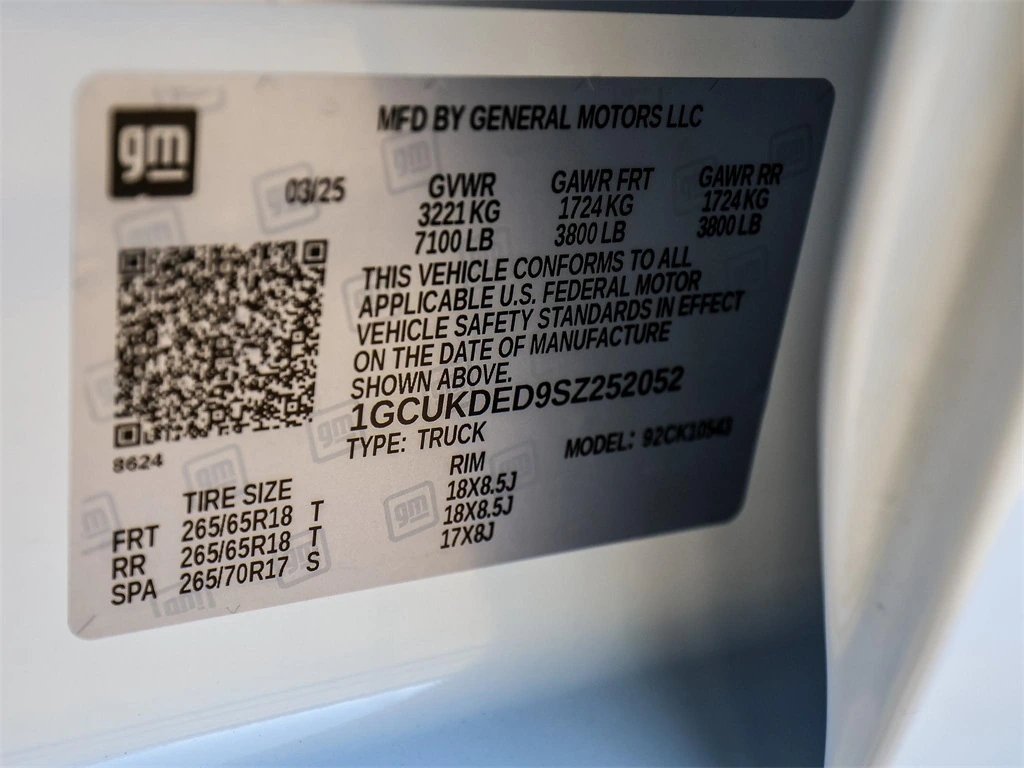 gm
MFD BY GENERAL MOTORS LLC
03/25 GVWR GAWR FRT GAWR RR
3221 KG 1724 KG 1724 KG
7100 LB 3800 LB 3800 LB
THIS VEHICLE CONFORMS TO ALL
APPLICABLE U.S. FEDERAL MOTOR
VEHICLE SAFETY STANDARDS IN EFFECT
ON THE DATE OF MANUFACTURE
SHOWN ABOVE.
1GCUKDED9SZ252052
TYPE: TRUCK MODEL: 92CK10543
8624
TIRE SIZE RIM
FRT 265/65R18 T 18X8.5J
RR 265/65R18 T 18X8.5J
SPA 265/70R17 S 17X8J